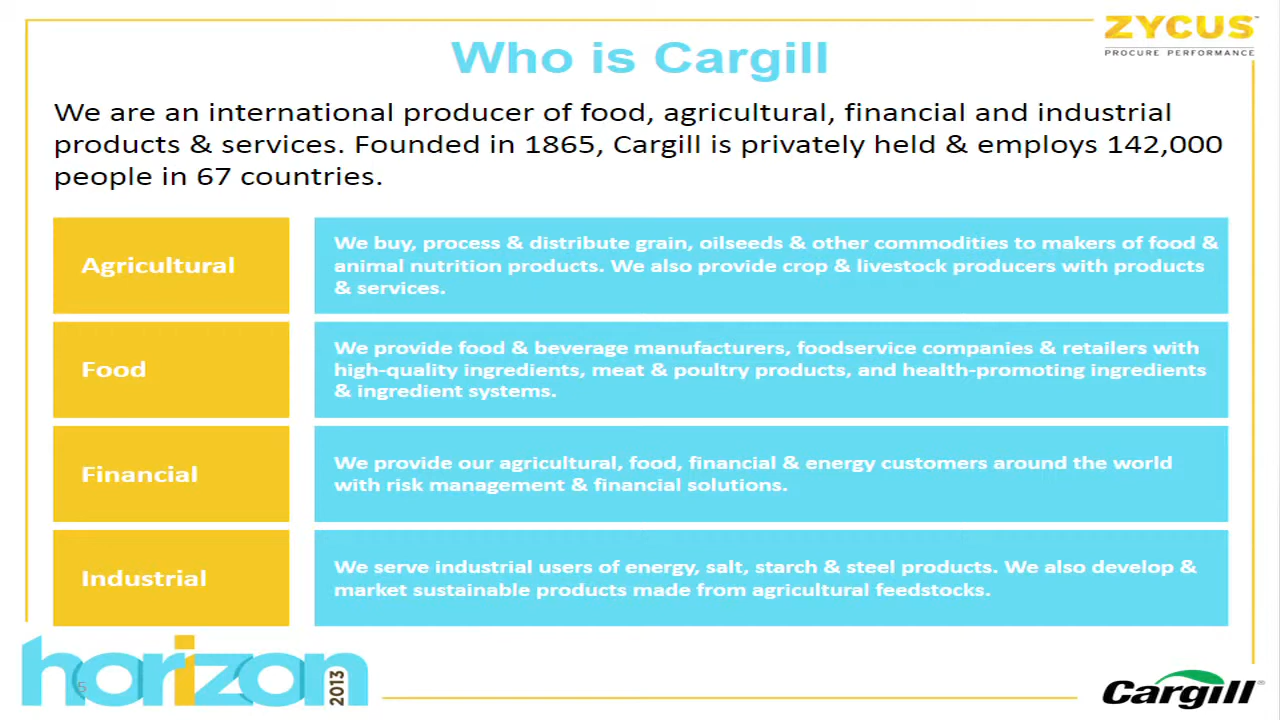 ZYCUS
PROCURE PERFORMANCE
Who is Cargill
We are an international producer of food, agricultural, financial and industrial
products & services. Founded in 1865, Cargill is privately held & employs 142,000
people in 67 countries.
Agricultural
We buy, process & distribute grain, oilseeds & other commodities to makers of food &
animal nutrition products. We also provide crop & livestock producers with products
& services.
Food
We provide food & beverage manufacturers, foodservice companies & retailers with
high-quality ingredients, meat & poultry products, and health-promoting ingredients
& ingredient systems.
Financial
We provide our agricultural, food, financial & energy customers around the world
with risk management & financial solutions.
Industrial
We serve industrial users of energy, salt, starch & steel products. We also develop &
market sustainable products made from agricultural feedstocks.
horizon
2013
5
Cargill®